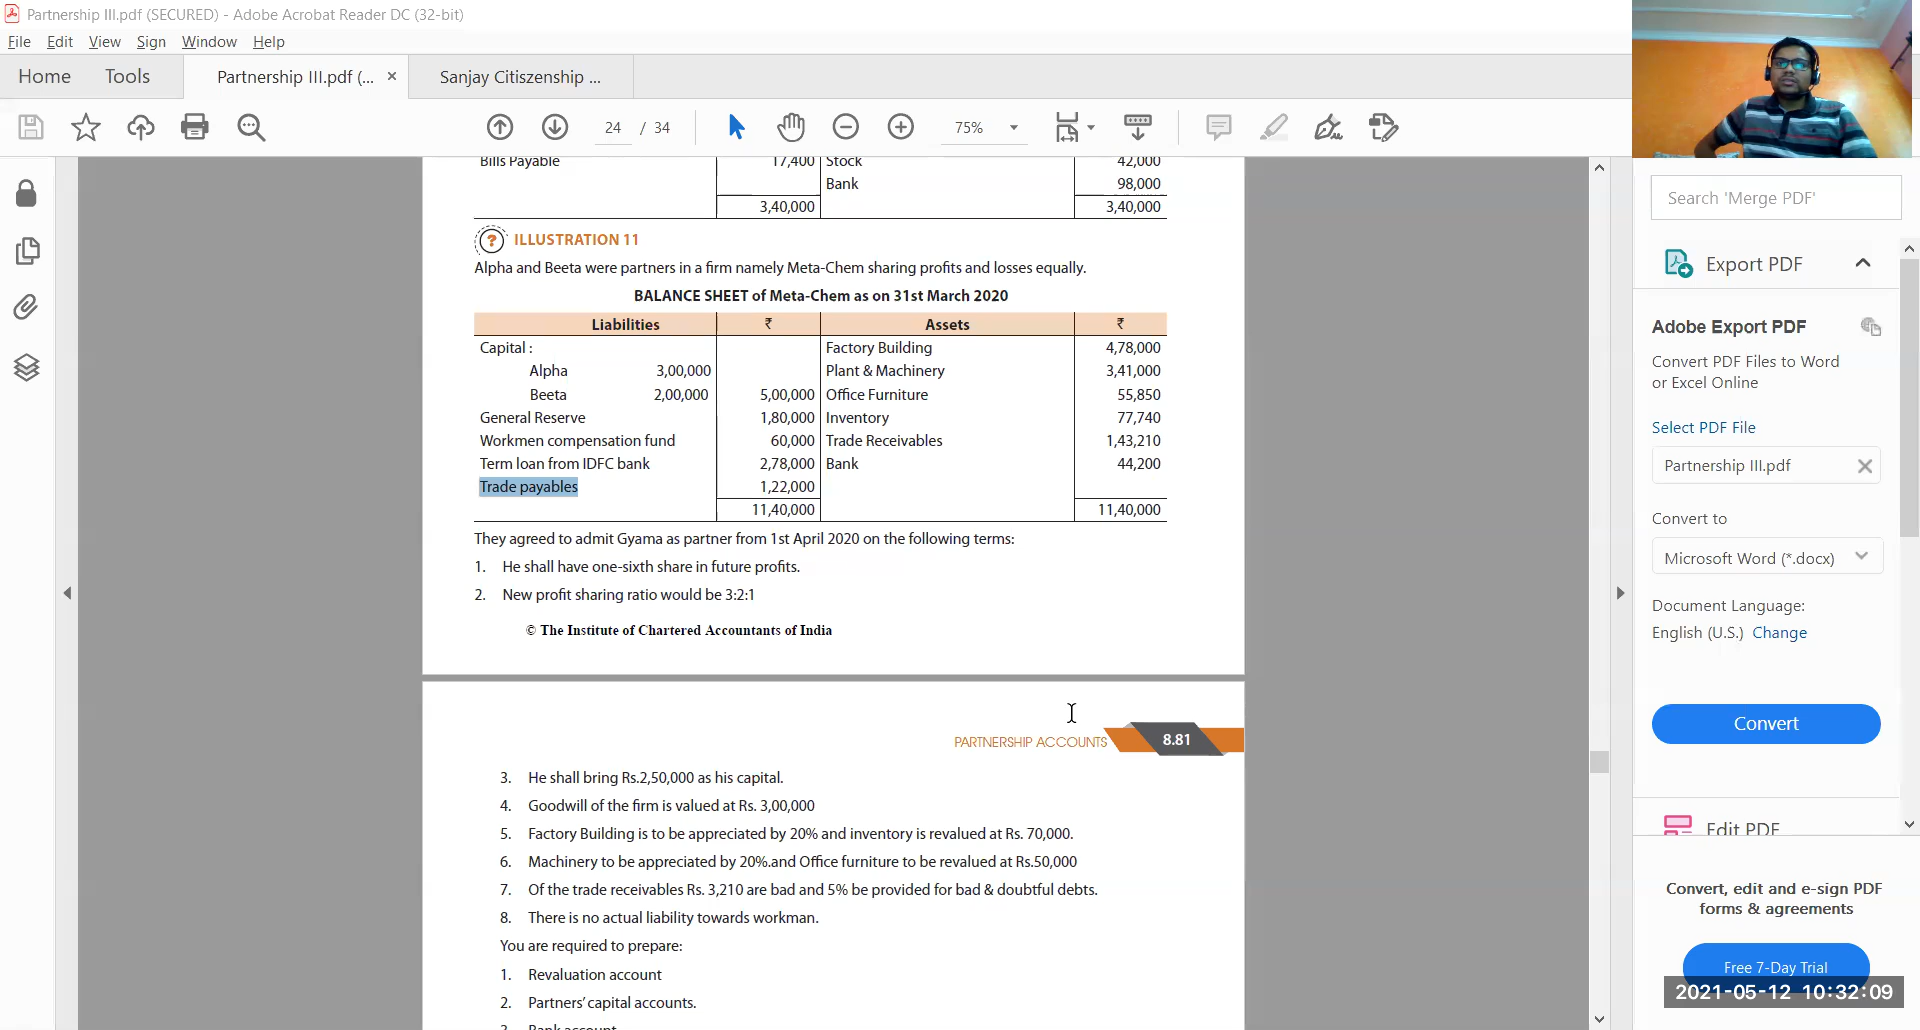 Partnership III.pdf (SECURED) - Adobe Acrobat Reader DC (32-bit)
File Edit View Sign Window Help
Home Tools Partnership III.pdf (... × Sanjay Citiszenship ...
24 / 34 75%
Search 'Merge PDF'
Export PDF
Adobe Export PDF
Convert PDF Files to Word
or Excel Online
Select PDF File
Partnership III.pdf
Convert to
Microsoft Word (*.docx)
Document Language:
English (U.S.) Change
Convert
Edit PDF
Convert, edit and e-sign PDF
forms & agreements
Free 7-Day Trial
2021-05-12 10:32:09
Bills Payable 17,400 Stock 42,000
Bank 98,000
3,40,000 3,40,000
? ILLUSTRATION 11
Alpha and Beeta were partners in a firm namely Meta-Chem sharing profits and losses equally.
BALANCE SHEET of Meta-Chem as on 31st March 2020
Liabilities ₹ Assets ₹
Capital : Factory Building 4,78,000
Alpha 3,00,000 Plant & Machinery 3,41,000
Beeta 2,00,000 5,00,000 Office Furniture 55,850
General Reserve 1,80,000 Inventory 77,740
Workmen compensation fund 60,000 Trade Receivables 1,43,210
Term loan from IDFC bank 2,78,000 Bank 44,200
Trade payables 1,22,000
11,40,000 11,40,000
They agreed to admit Gyama as partner from 1st April 2020 on the following terms:
1. He shall have one-sixth share in future profits.
2. New profit sharing ratio would be 3:2:1
© The Institute of Chartered Accountants of India
PARTNERSHIP ACCOUNTS 8.81
3. He shall bring Rs.2,50,000 as his capital.
4. Goodwill of the firm is valued at Rs. 3,00,000
5. Factory Building is to be appreciated by 20% and inventory is revalued at Rs. 70,000.
6. Machinery to be appreciated by 20%.and Office furniture to be revalued at Rs.50,000
7. Of the trade receivables Rs. 3,210 are bad and 5% be provided for bad & doubtful debts.
8. There is no actual liability towards workman.
You are required to prepare:
1. Revaluation account
2. Partners' capital accounts.
3. Bank account